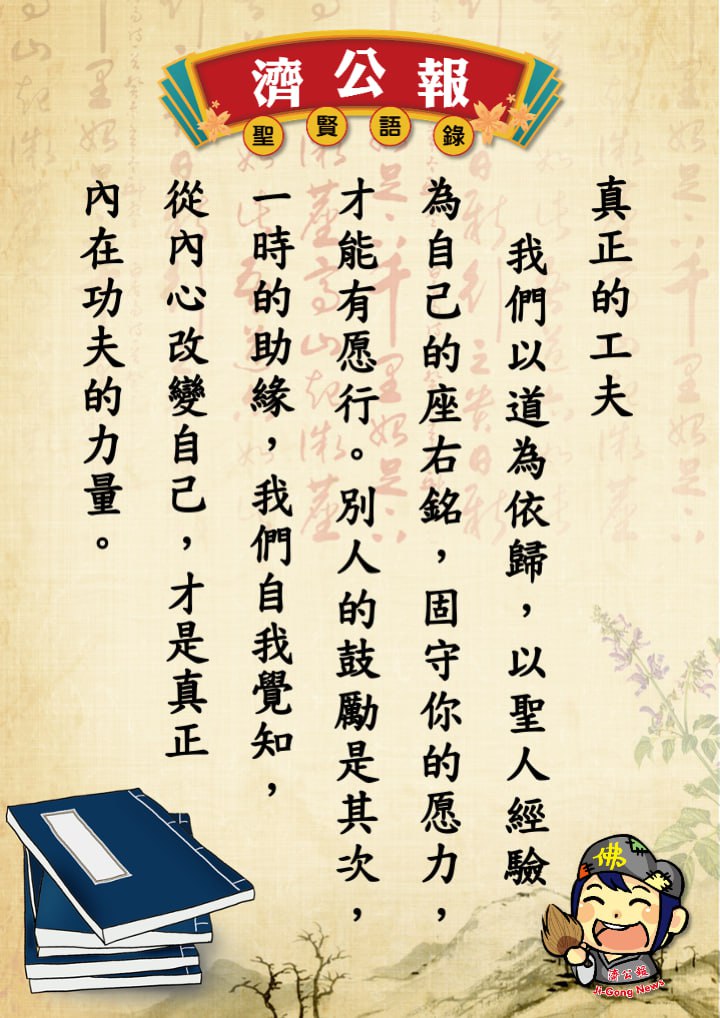 濟公報
聖賢語錄
真正的工夫
我們以道為依歸，以聖人經驗
為自己的座右銘，固守你的愿力，
才能有愿行。別人的鼓勵是其次，
一時的助緣，我們自我覺知，
從內心改變自己，才是真正
內在功夫的力量。
佛
濟公報
Ji-Gong News